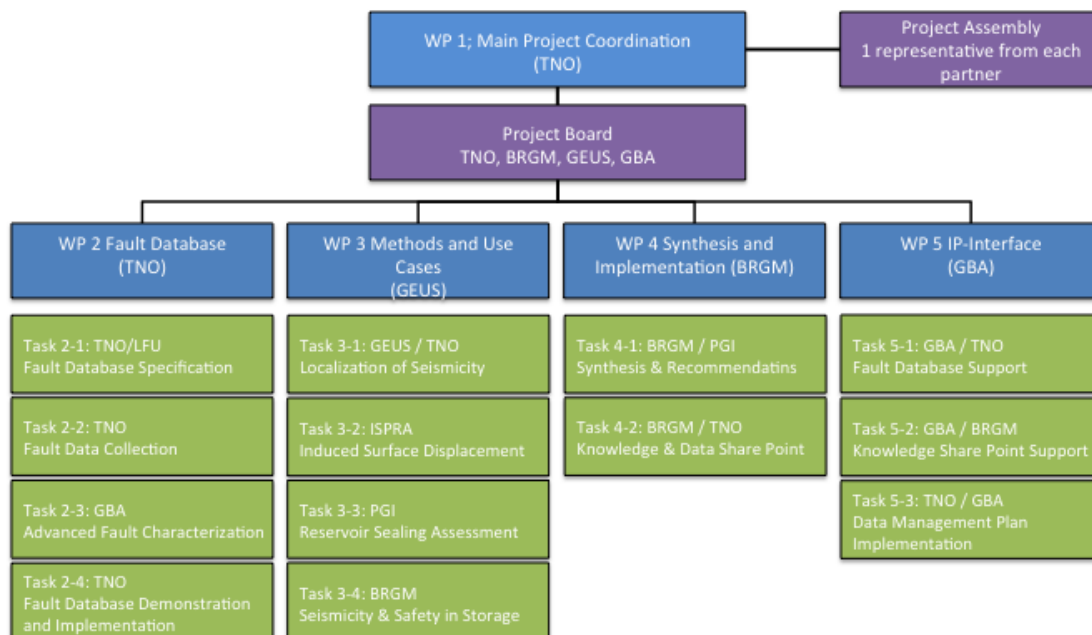 WP 1; Main Project Coordination
(TNO)
Project Assembly
1 representative from each
partner
Project Board
TNO, BRGM, GEUS, GBA
WP 2 Fault Database
(TNO)
WP 3 Methods and Use
Cases
(GEUS)
WP 4 Synthesis and
Implementation (BRGM)
WP 5 IP-Interface
(GBA)
Task 2-1: TNO/LFU
Fault Database Specification
Task 2-2: TNO
Fault Data Collection
Task 2-3: GBA
Advanced Fault Characterization
Task 2-4: TNO
Fault Database Demonstration
and Implementation
Task 3-1: GEUS / TNO
Localization of Seismicity
Task 3-2: ISPRA
Induced Surface Displacement
Task 3-3: PGI
Reservoir Sealing Assessment
Task 3-4: BRGM
Seismicity & Safety in Storage
Task 4-1: BRGM / PGI
Synthesis & Recommendatins
Task 4-2: BRGM / TNO
Knowledge & Data Share Point
Task 5-1: GBA / TNO
Fault Database Support
Task 5-2: GBA / BRGM
Knowledge Share Point Support
Task 5-3: TNO / GBA
Data Management Plan
Implementation